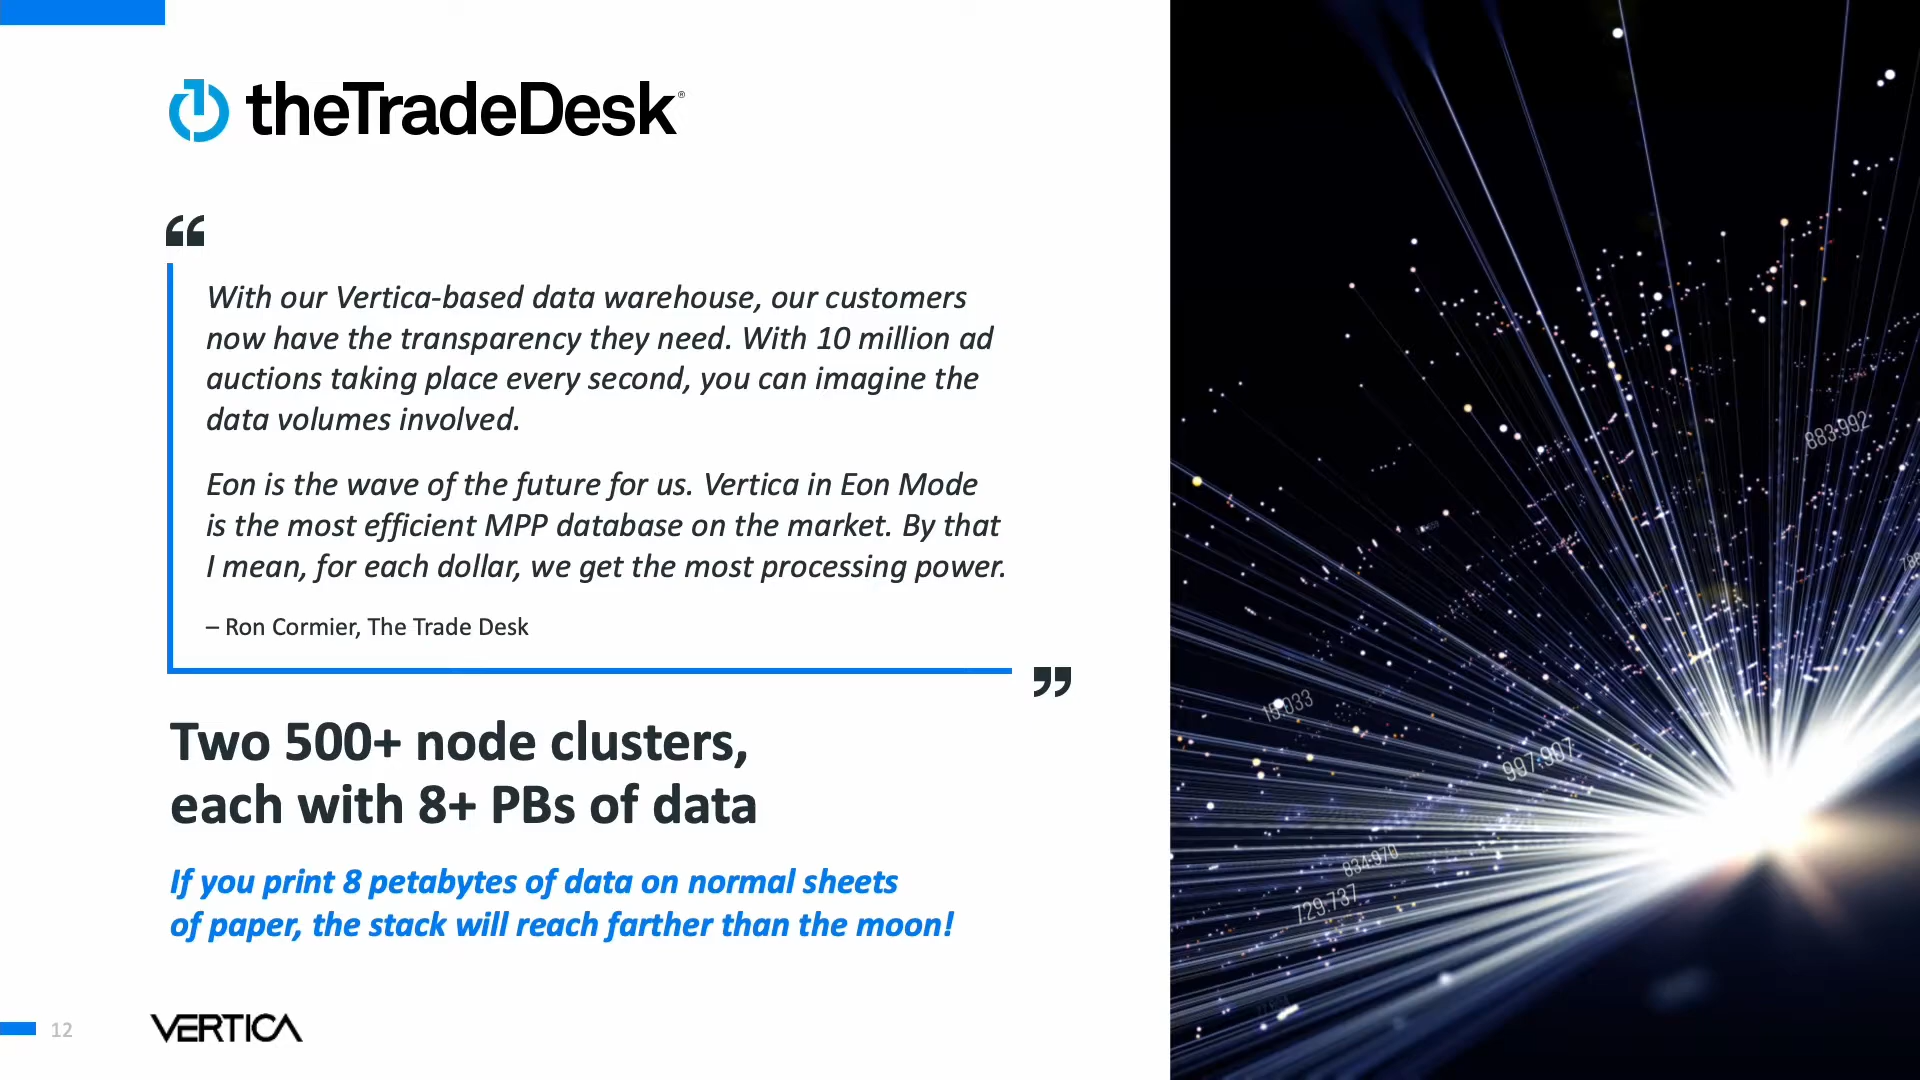 theTradeDesk®
“
With our Vertica-based data warehouse, our customers
now have the transparency they need. With 10 million ad
auctions taking place every second, you can imagine the
data volumes involved.
Eon is the wave of the future for us. Vertica in Eon Mode
is the most efficient MPP database on the market. By that
I mean, for each dollar, we get the most processing power.
– Ron Cormier, The Trade Desk
”
Two 500+ node clusters,
each with 8+ PBs of data
If you print 8 petabytes of data on normal sheets
of paper, the stack will reach farther than the moon!
12
VERTICA
883.992
997.907
834.970
729.737